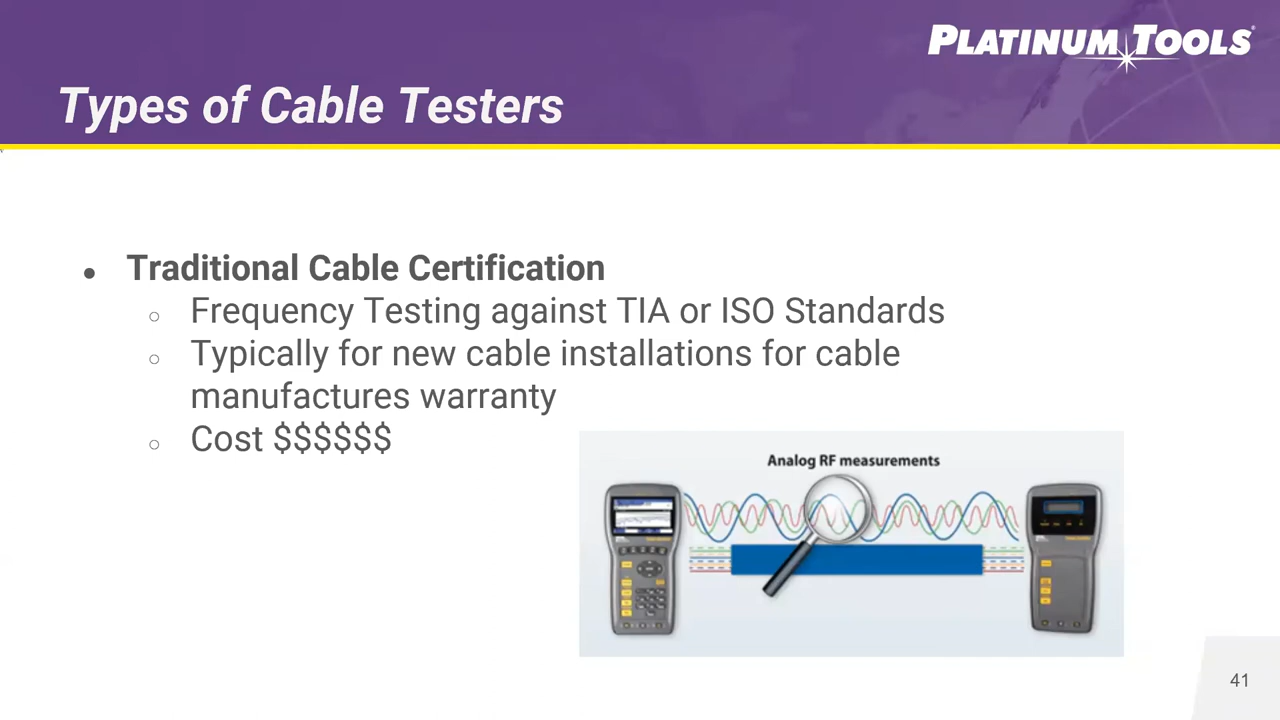 PLATINUM TOOLS®
Types of Cable Testers
● Traditional Cable Certification
○ Frequency Testing against TIA or ISO Standards
○ Typically for new cable installations for cable
manufactures warranty
○ Cost $$$$$$
Analog RF measurements
41